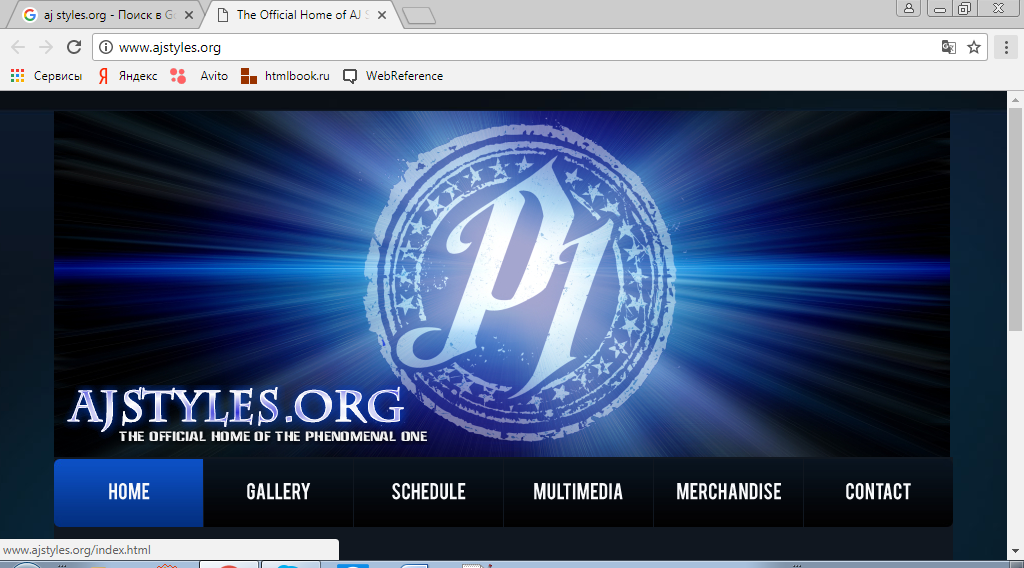 aj styles.org - Поиск в Go
The Official Home of AJ S
www.ajstyles.org
Сервисы
Яндекс
Avito
htmlbook.ru
WebReference
P1
AJSTYLES.ORG
THE OFFICIAL HOME OF THE PHENOMENAL ONE
HOME
GALLERY
SCHEDULE
MULTIMEDIA
MERCHANDISE
CONTACT
www.ajstyles.org/index.html